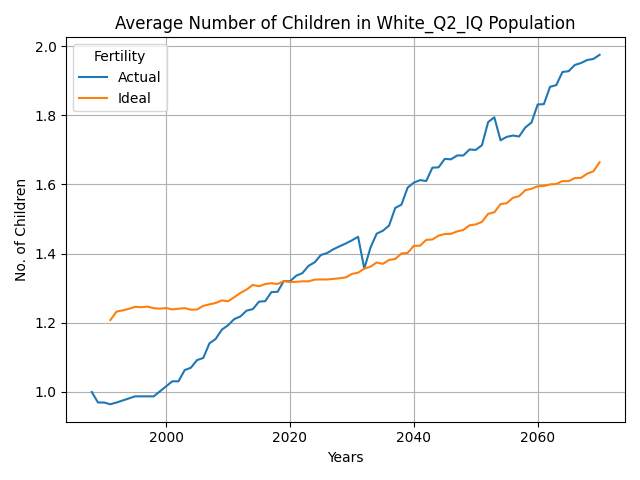 Average Number of Children in White_Q2_IQ Population
Fertility
Actual
Ideal
No. of Children
2.0
1.8
1.6
1.4
1.2
1.0
2000
2020
2040
2060
Years